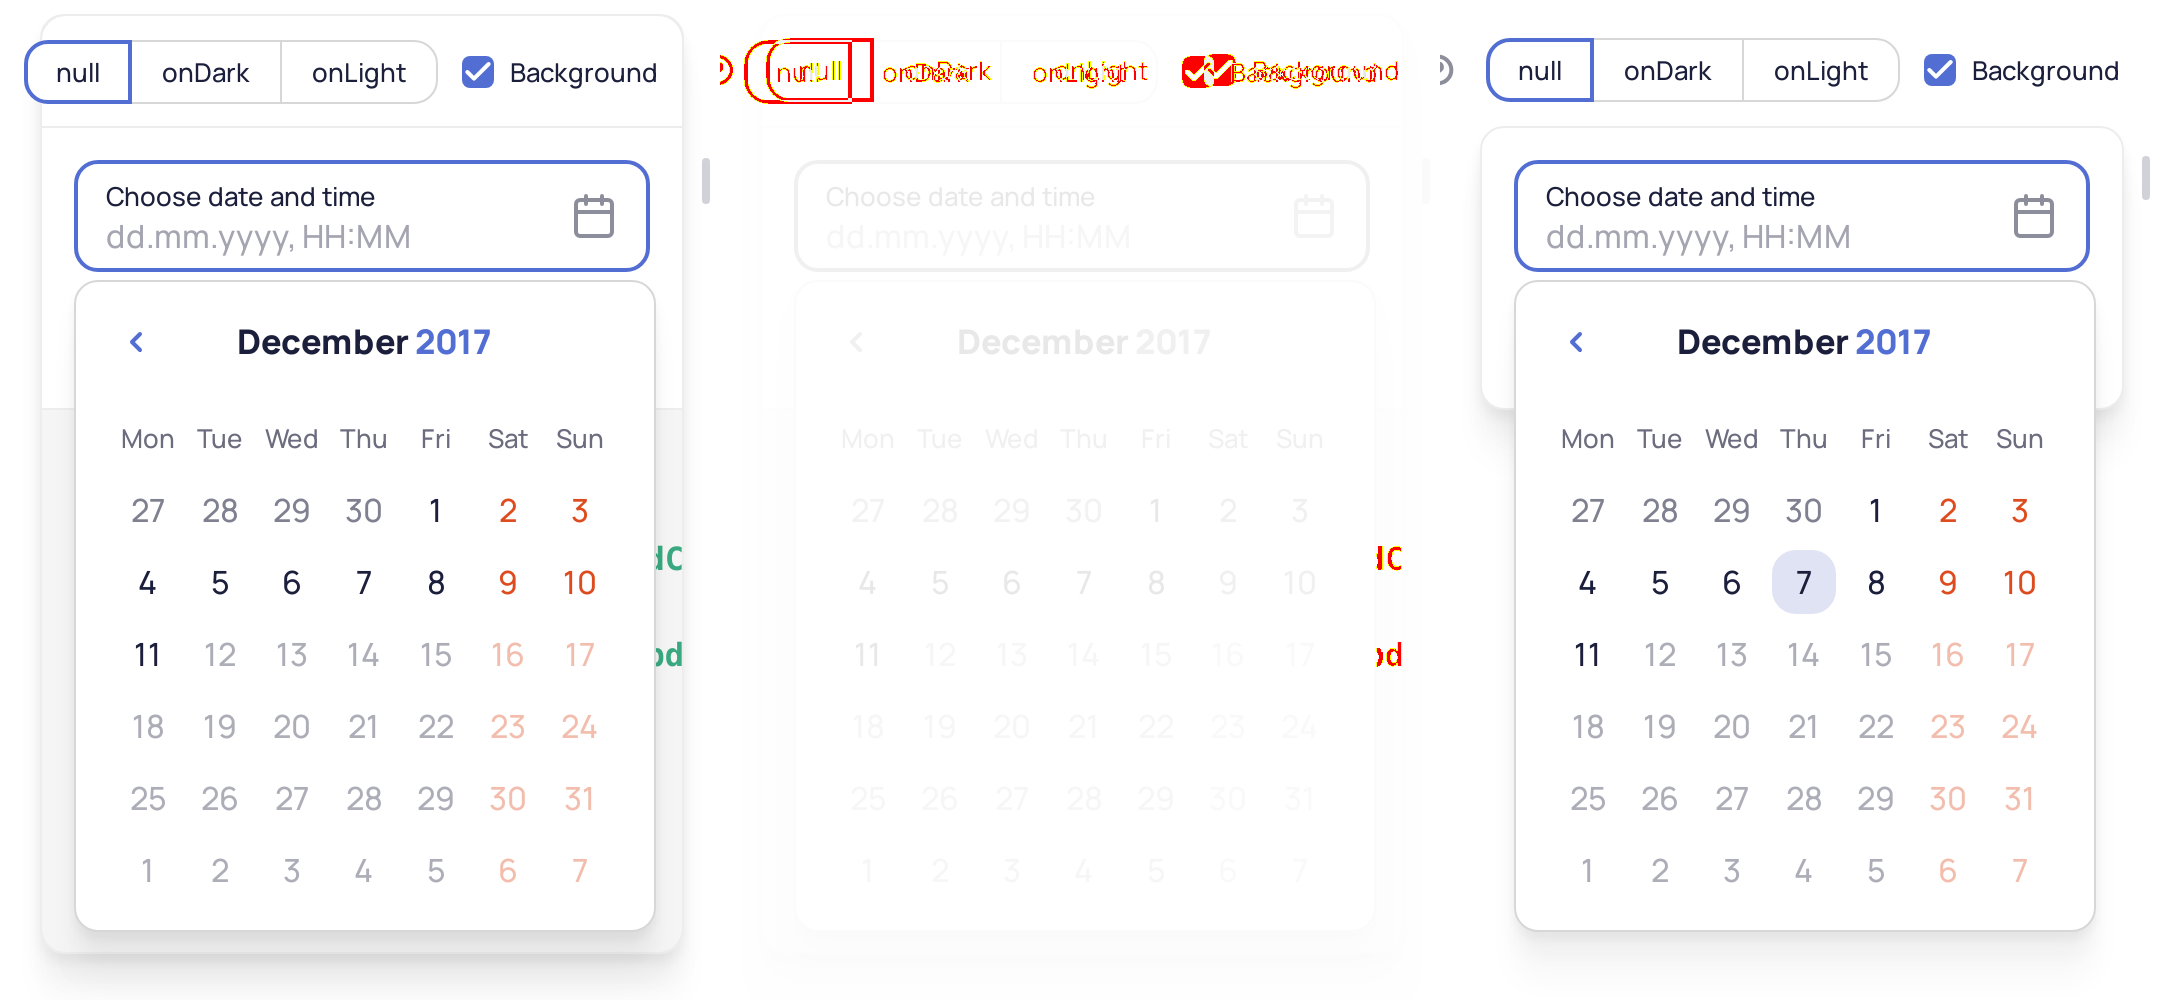 null onDark onLight Background
Choose date and time
dd.mm.yyyy, HH:MM
December 2017
Mon Tue Wed Thu Fri Sat Sun
27 28 29 30 1 2 3
4 5 6 7 8 9 10
11 12 13 14 15 16 17
18 19 20 21 22 23 24
25 26 27 28 29 30 31
1 2 3 4 5 6 7
null onDark onLight Background
Choose date and time
dd.mm.yyyy, HH:MM
December 2017
Mon Tue Wed Thu Fri Sat Sun
27 28 29 30 1 2 3
4 5 6 7 8 9 10
11 12 13 14 15 16 17
18 19 20 21 22 23 24
25 26 27 28 29 30 31
1 2 3 4 5 6 7
null onDark onLight Background
Choose date and time
dd.mm.yyyy, HH:MM
December 2017
Mon Tue Wed Thu Fri Sat Sun
27 28 29 30 1 2 3
4 5 6 7 8 9 10
11 12 13 14 15 16 17
18 19 20 21 22 23 24
25 26 27 28 29 30 31
1 2 3 4 5 6 7